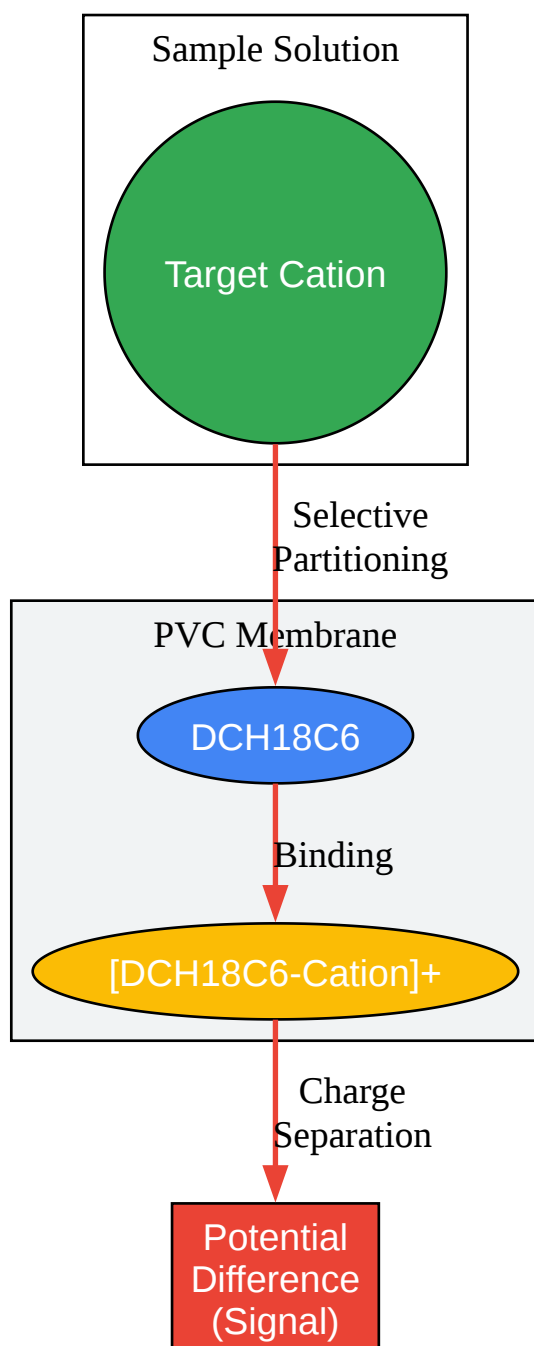 Sample Solution
Target Cation
Selective
Partitioning
PVC Membrane
DCH18C6
Binding
[DCH18C6-Cation]+
Charge
Separation
Potential
Difference
(Signal)